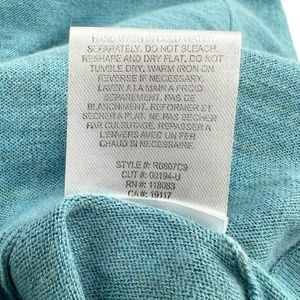 HAND WASH IN COLD WATER
SEPARATELY. DO NOT BLEACH.
RESHAPE AND DRY FLAT. DO NOT
TUMBLE DRY. WARM IRON ON
REVERSE IF NECESSARY.
LAVER A LA MAIN A FROID
SEPAREMENT. PAS DE
BLANCHIMENT. REFORMER ET
SECHER A PLAT. NE PAS SECHER
PAR CULBUTAGE. REPASSER A
L'ENVERS AVEC UN FER
CHAUD SI NECESSAIRE.
STYLE #: R0807C9
CUT #: 00194-U
RN #: 118083
CA #: 19117